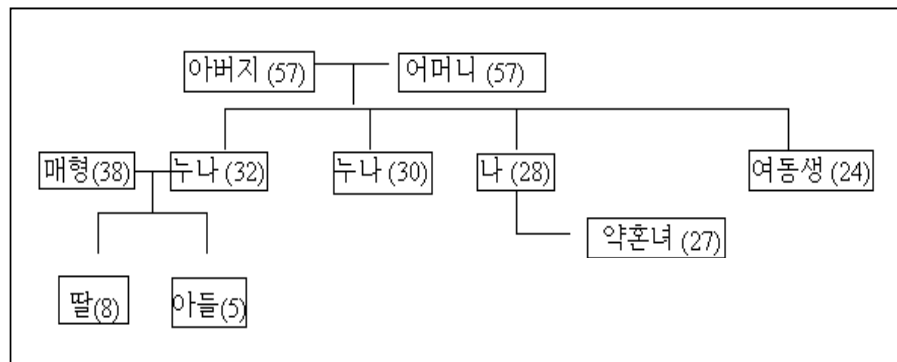 아버지 (57) 어머니 (57)
매형(38) 누나 (32) 누나 (30) 나 (28) 여동생 (24)
약혼녀 (27)
딸(8) 아들(5)